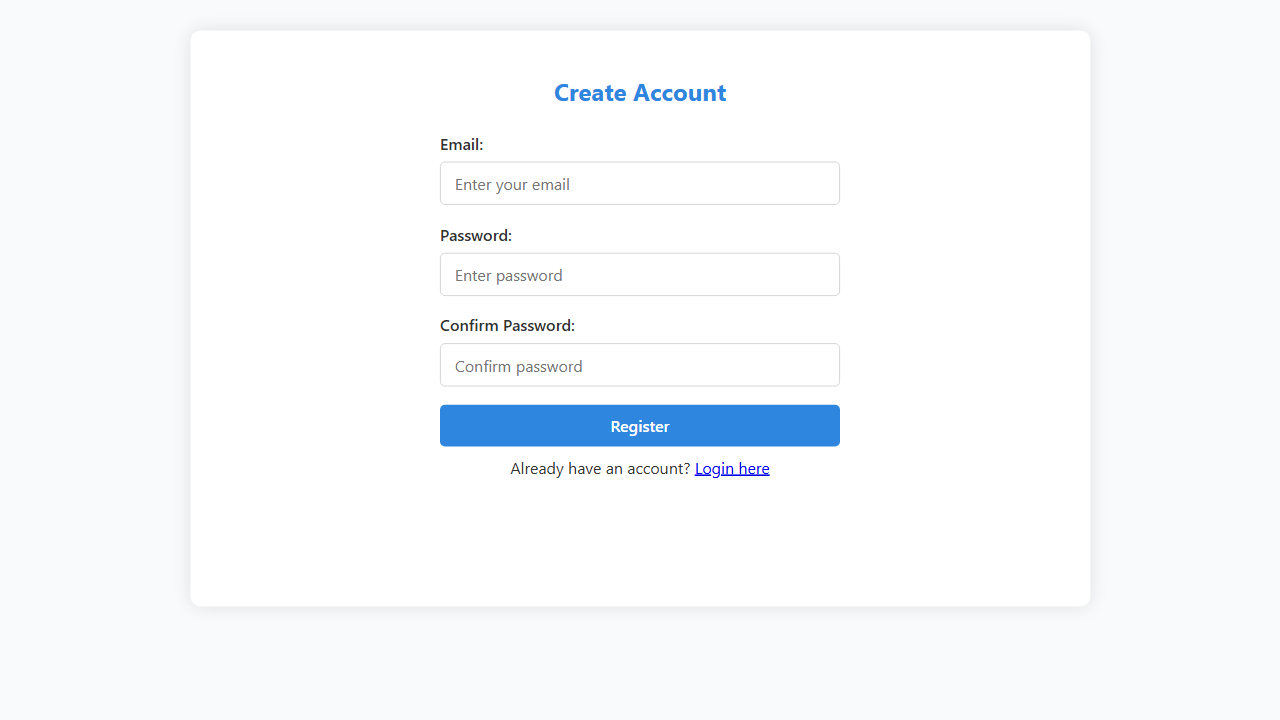 Create Account
Email:
Enter your email
Password:
Enter password
Confirm Password:
Confirm password
Register
Already have an account? Login here